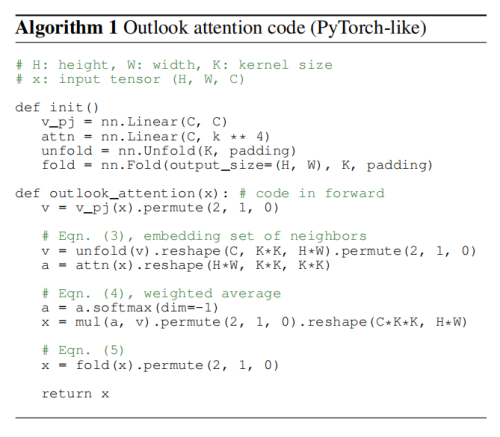 Algorithm 1 Outlook attention code (PyTorch-like)
# H: height, W: width, K: kernel size
# x: input tensor (H, W, C)
def init()
v_pj = nn.Linear(C, C)
attn = nn.Linear(C, k ** 4)
unfold = nn.Unfold(K, padding)
fold = nn.Fold(output_size=(H, W), K, padding)
def outlook_attention(x): # code in forward
v = v_pj(x).permute(2, 1, 0)
# Eqn. (3), embedding set of neighbors
v = unfold(v).reshape(C, K*K, H*W).permute(2, 1, 0)
a = attn(x).reshape(H*W, K*K, K*K)
# Eqn. (4), weighted average
a = a.softmax(dim=-1)
x = mul(a, v).permute(2, 1, 0).reshape(C*K*K, H*W)
# Eqn. (5)
x = fold(x).permute(2, 1, 0)
return x